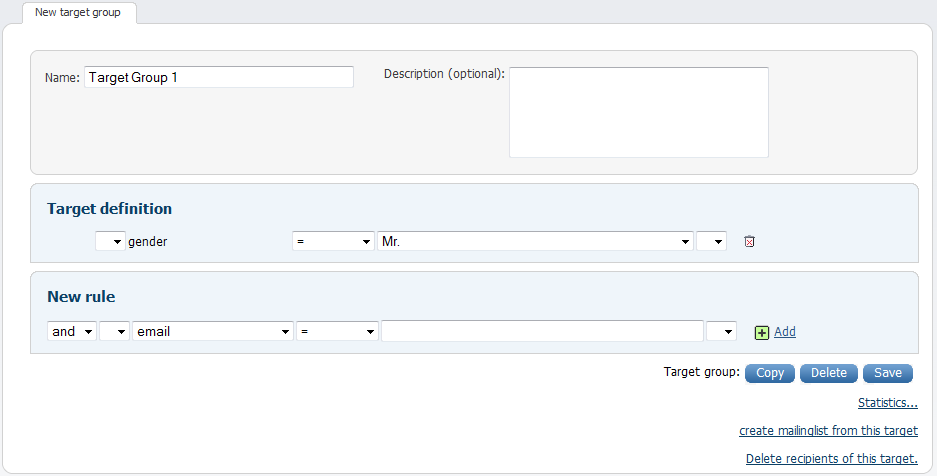 New target group
Name: Target Group 1 Description (optional):
Target definition
gender = Mr.
New rule
and email = Add
Target group: Copy Delete Save
Statistics...
create mailinglist from this target
Delete recipients of this target.